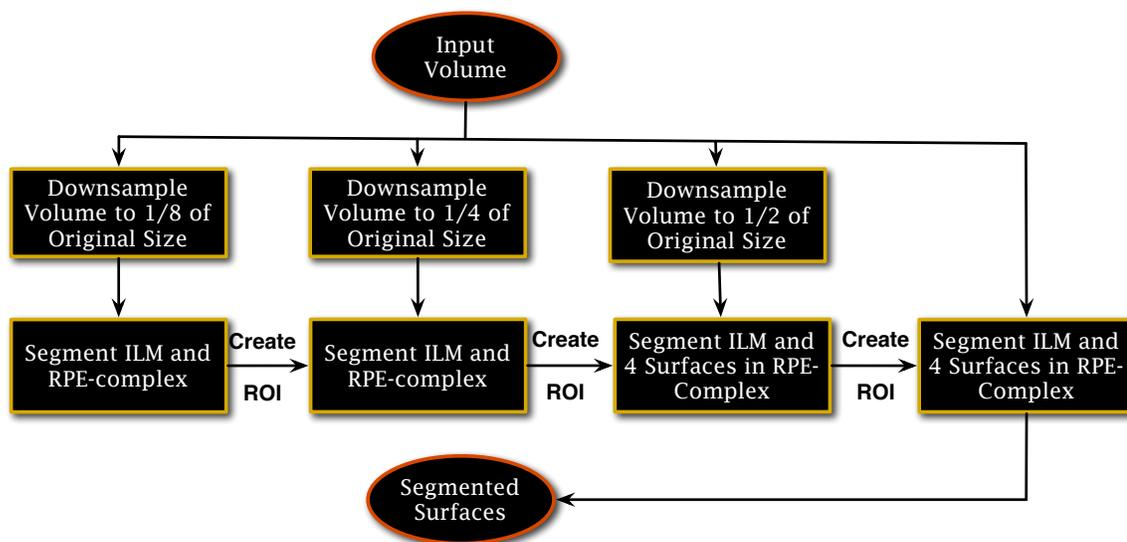 Input
Volume
Downsample
Volume to 1/8 of
Original Size
Downsample
Volume to 1/4 of
Original Size
Downsample
Volume to 1/2 of
Original Size
Segment ILM and
RPE-complex
Create
ROI
Segment ILM and
RPE-complex
Create
ROI
Segment ILM and
4 Surfaces in RPE-
Complex
Create
ROI
Segment ILM and
4 Surfaces in RPE-
Complex
Segmented
Surfaces